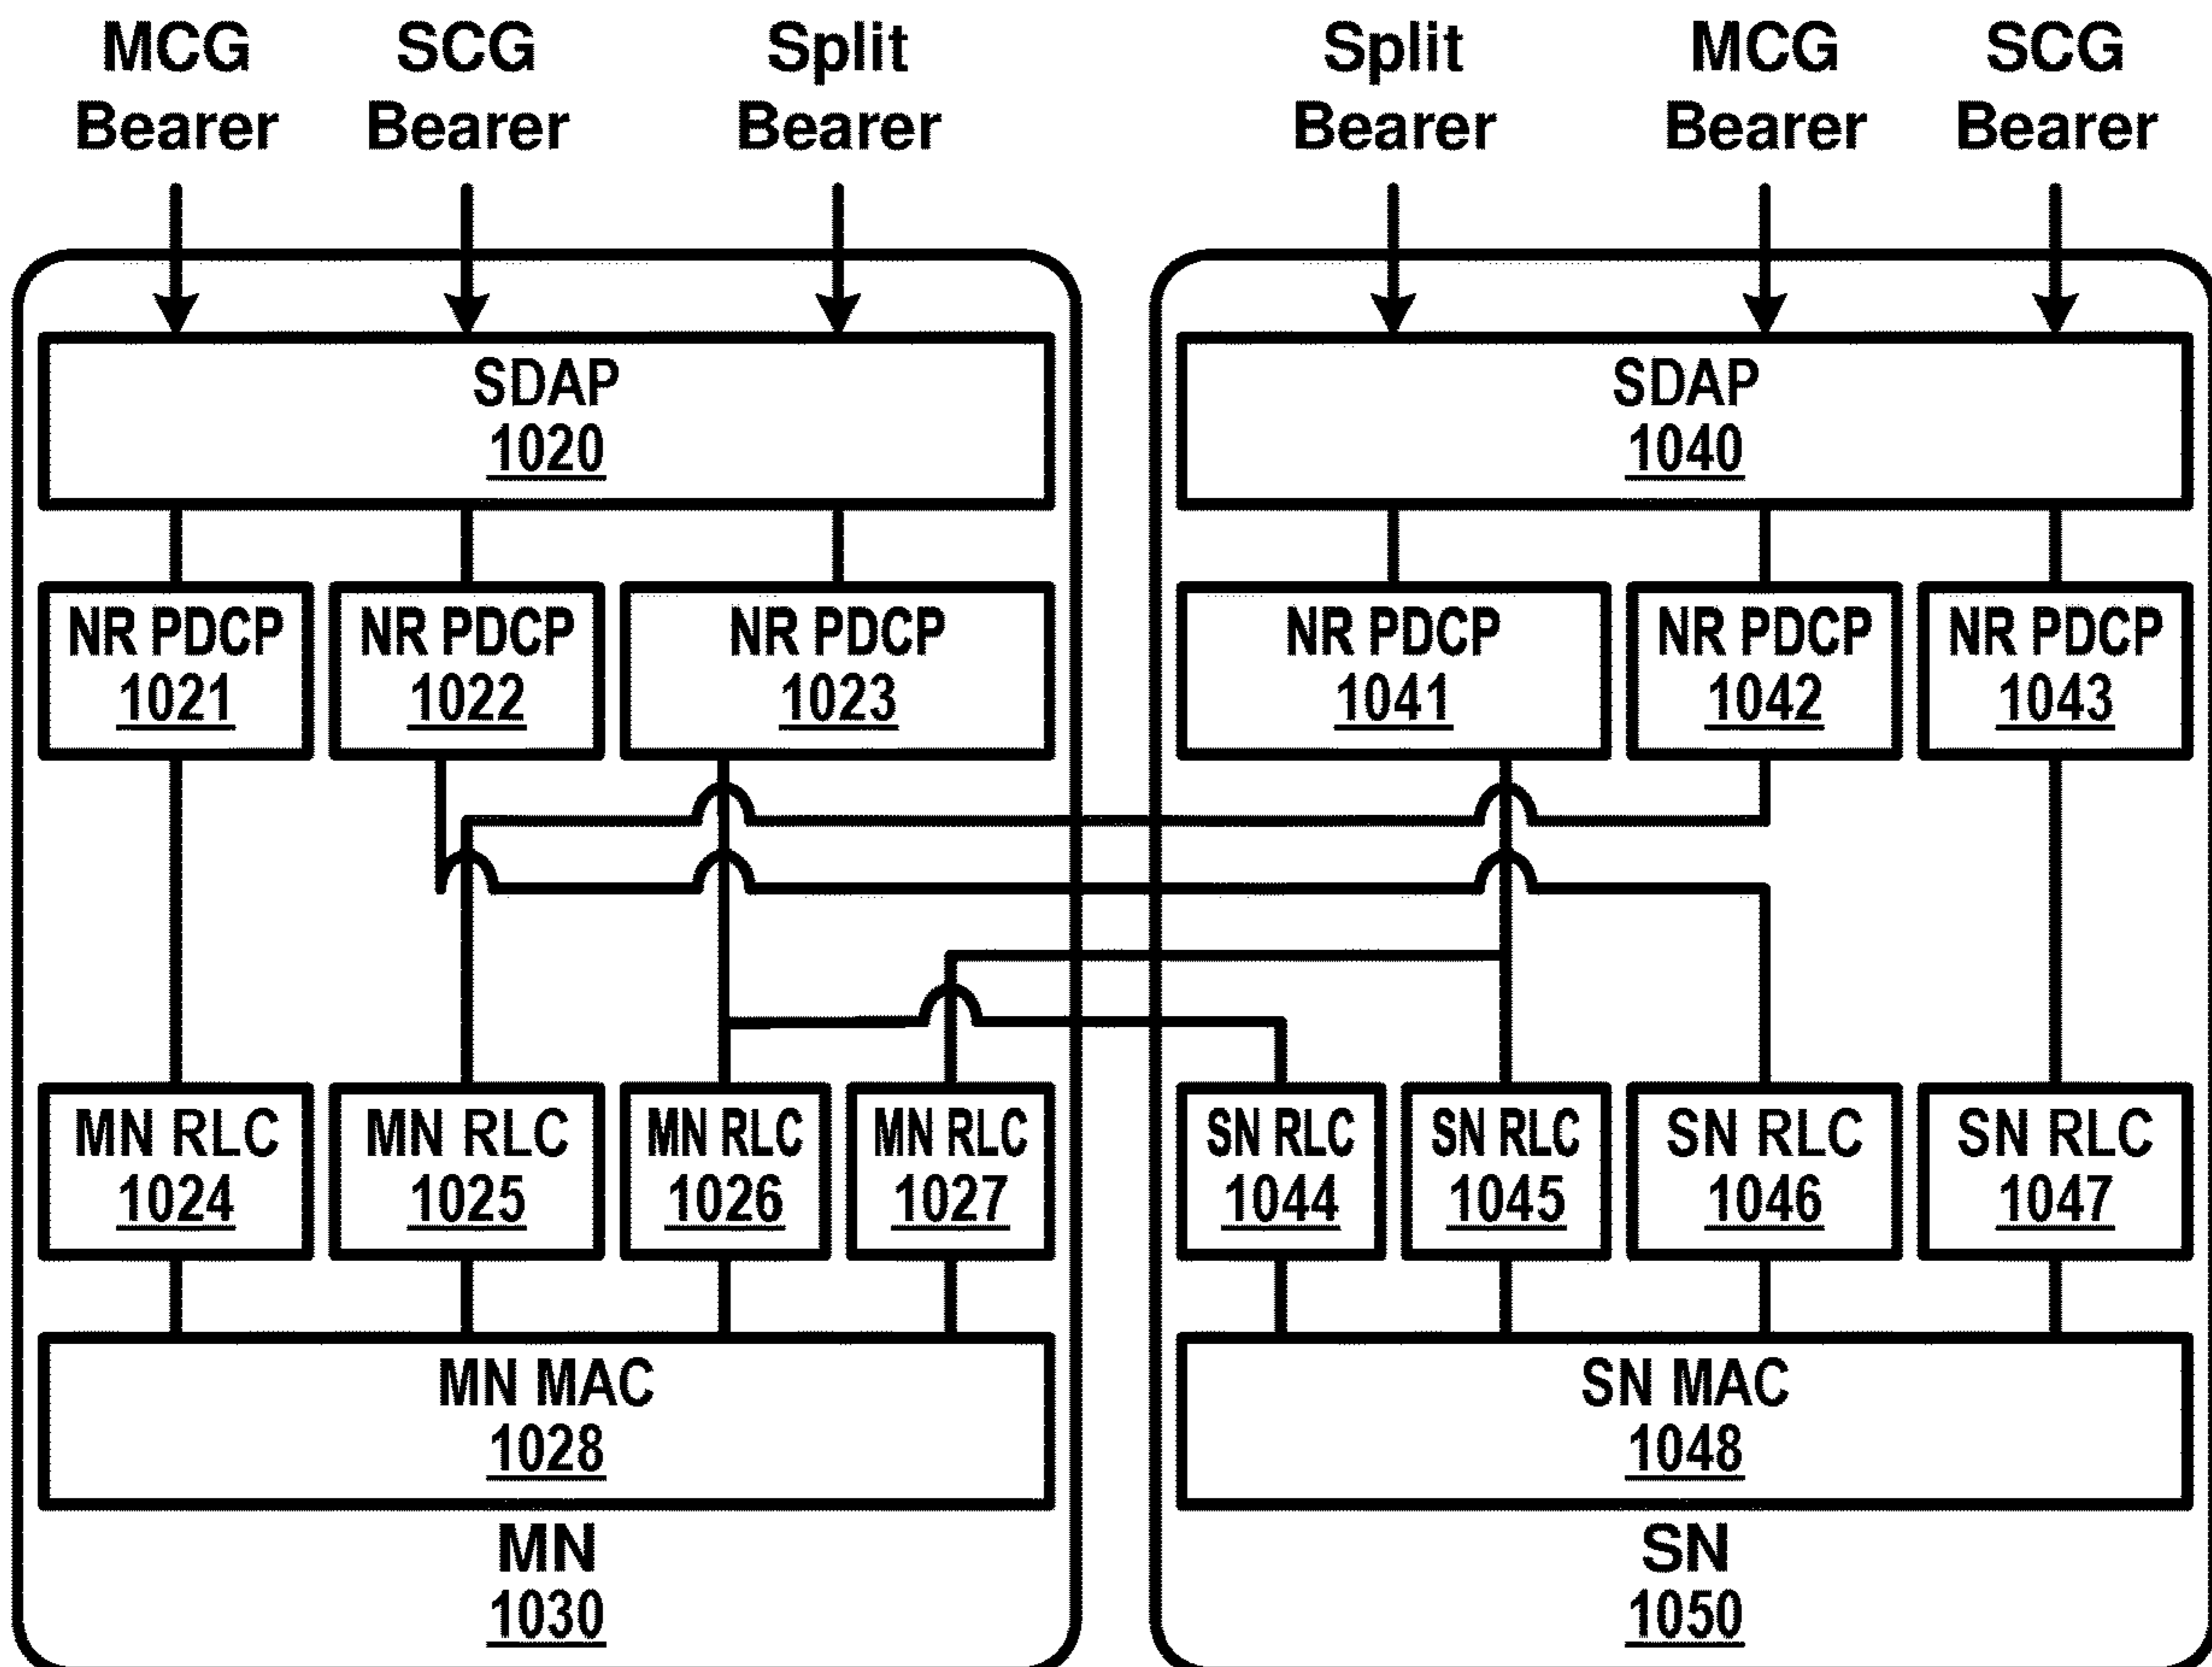 MCG
Bearer
SCG
Bearer
Split
Bearer
Split
Bearer
MCG
Bearer
SCG
Bearer
SDAP
1020
SDAP
1040
NR PDCP
1021
NR PDCP
1022
NR PDCP
1023
NR PDCP
1041
NR PDCP
1042
NR PDCP
1043
MN RLC
1024
MN RLC
1025
MN RLC
1026
MN RLC
1027
SN RLC
1044
SN RLC
1045
SN RLC
1046
SN RLC
1047
MN MAC
1028
SN MAC
1048
MN
1030
SN
1050